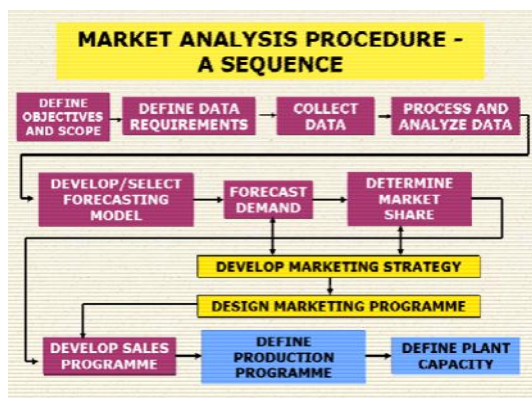 MARKET ANALYSIS PROCEDURE -
A SEQUENCE
DEFINE
OBJECTIVES
AND SCOPE
DEFINE DATA
REQUIREMENTS
COLLECT
DATA
PROCESS AND
ANALYZE DATA
DEVELOP/SELECT
FORECASTING
MODEL
FORECAST
DEMAND
DETERMINE
MARKET
SHARE
DEVELOP MARKETING STRATEGY
DESIGN MARKETING PROGRAMME
DEVELOP SALES
PROGRAMME
DEFINE
PRODUCTION
PROGRAMME
DEFINE PLANT
CAPACITY